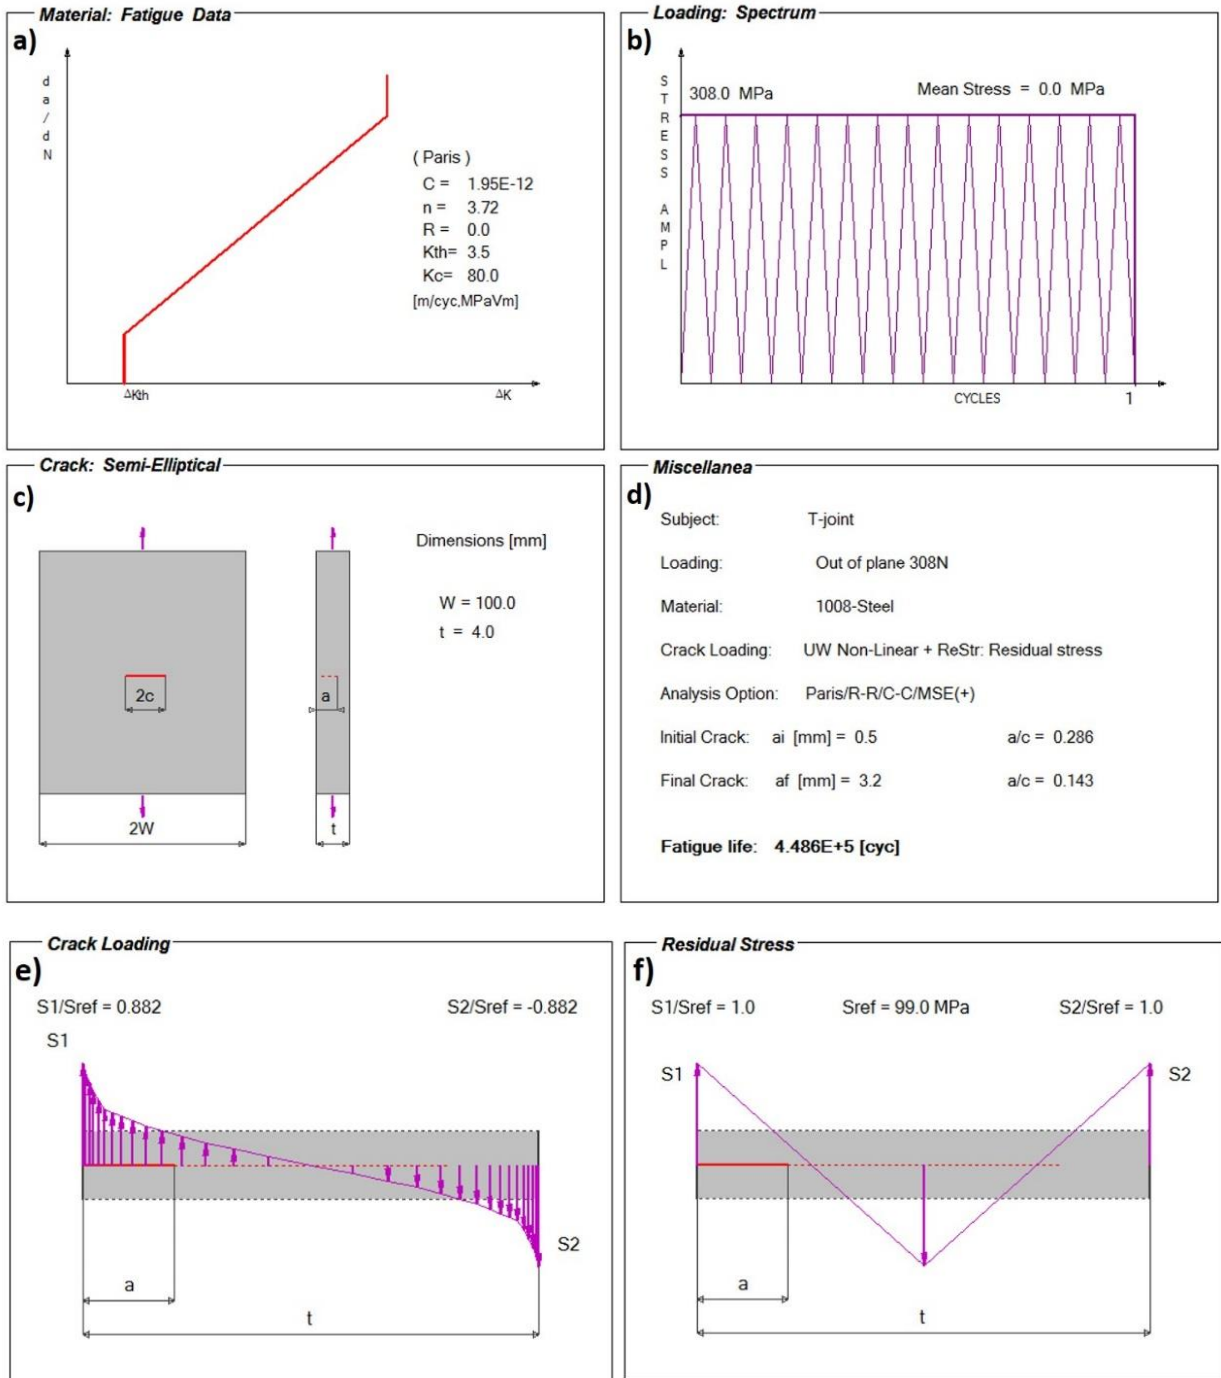 Material: Fatigue Data
a)
da/dN
( Paris )
C = 1.95E-12
n = 3.72
R = 0.0
Kth= 3.5
Kc= 80.0
[m/cyc,MPaVm]
ΔKth
ΔK
Loading: Spectrum
b)
STRESS AMPL
308.0 MPa
Mean Stress = 0.0 MPa
CYCLES
1
Crack: Semi-Elliptical
c)
Dimensions [mm]
W = 100.0
t = 4.0
2c
a
2W
t
Miscellanea
d)
Subject: T-joint
Loading: Out of plane 308N
Material: 1008-Steel
Crack Loading: UW Non-Linear + ReStr: Residual stress
Analysis Option: Paris/R-R/C-C/MSE(+)
Initial Crack: ai [mm] = 0.5 a/c = 0.286
Final Crack: af [mm] = 3.2 a/c = 0.143
Fatigue life: 4.486E+5 [cyc]
Crack Loading
e)
S1/Sref = 0.882 S2/Sref = -0.882
S1
S2
a
t
Residual Stress
f)
S1/Sref = 1.0 Sref = 99.0 MPa S2/Sref = 1.0
S1
S2
a
t